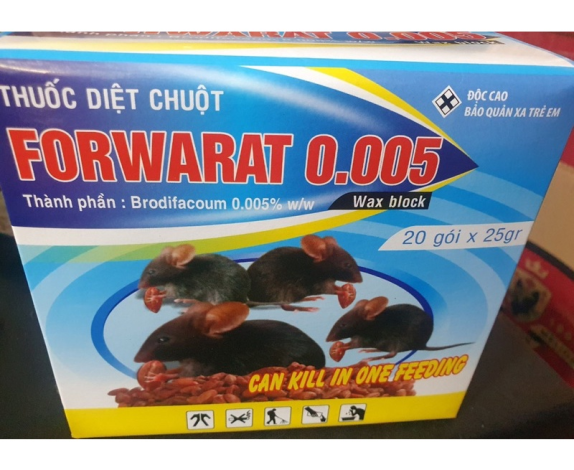 THUỐC DIỆT CHUỘT
FORWARAT 0.005
Thành phần : Brodifacoum 0.005% w/w
Wax block
ĐỘC CAO
BẢO QUẢN XA TRẺ EM
20 gói x 25gr
CAN KILL IN ONE FEEDING